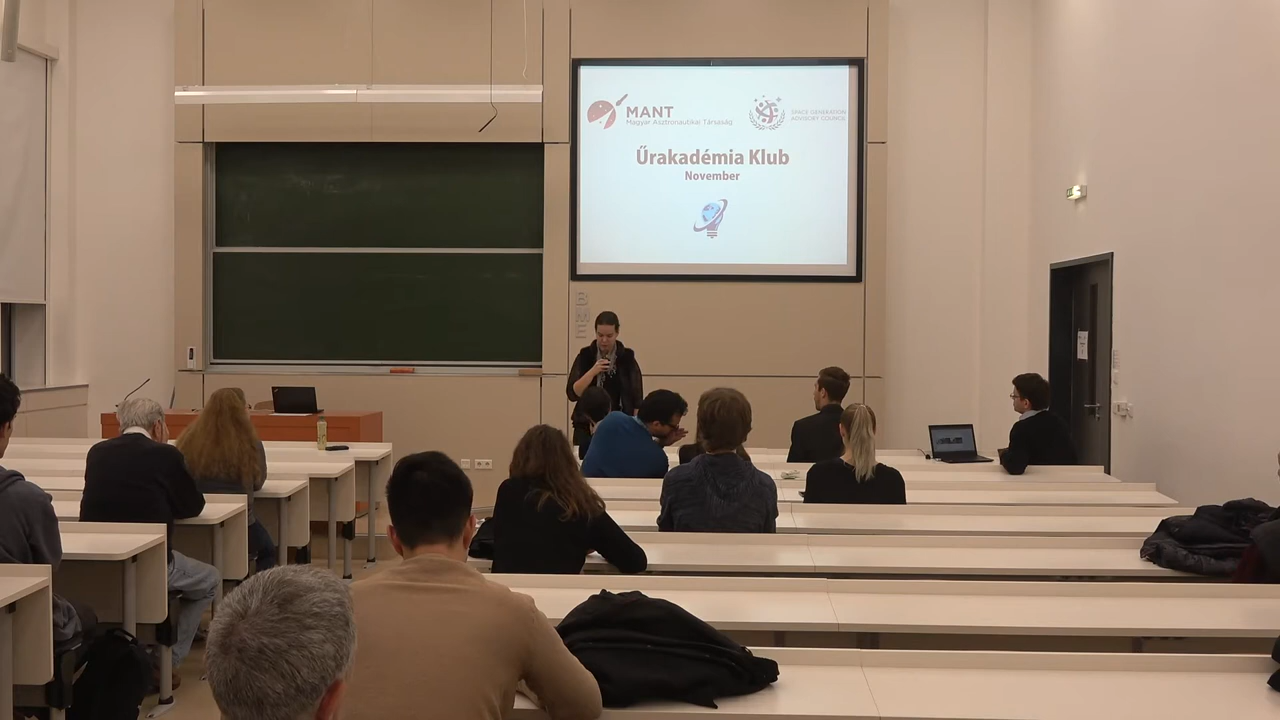 MANT
Magyar Asztronautikai Társaság
SPACE GENERATION
ADVISORY COUNCIL
Űrakadémia Klub
November